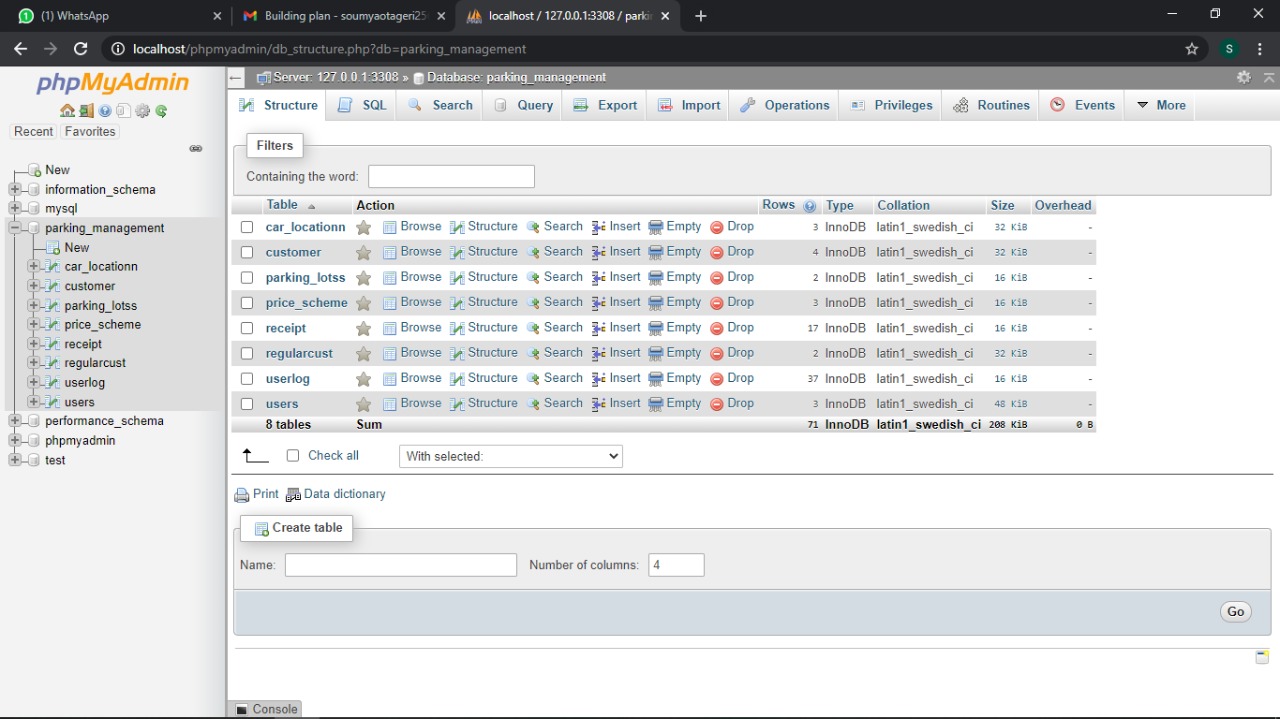 (1) WhatsApp
Building plan - soumyaotageri25
localhost / 127.0.0.1:3308 / parki
localhost/phpmyadmin/db_structure.php?db=parking_management
S
phpMyAdmin
Recent Favorites
New
information_schema
mysql
parking_management
New
car_locationn
customer
parking_lotss
price_scheme
receipt
regularcust
userlog
users
performance_schema
phpmyadmin
test
Server: 127.0.0.1:3308 » Database: parking_management
Structure SQL Search Query Export Import Operations Privileges Routines Events More
Filters
Containing the word:
Table Action Rows Type Collation Size Overhead
car_locationn Browse Structure Search Insert Empty Drop 3 InnoDB latin1_swedish_ci 32 KiB -
customer Browse Structure Search Insert Empty Drop 4 InnoDB latin1_swedish_ci 32 KiB -
parking_lotss Browse Structure Search Insert Empty Drop 2 InnoDB latin1_swedish_ci 16 KiB -
price_scheme Browse Structure Search Insert Empty Drop 3 InnoDB latin1_swedish_ci 16 KiB -
receipt Browse Structure Search Insert Empty Drop 17 InnoDB latin1_swedish_ci 16 KiB -
regularcust Browse Structure Search Insert Empty Drop 2 InnoDB latin1_swedish_ci 32 KiB -
userlog Browse Structure Search Insert Empty Drop 37 InnoDB latin1_swedish_ci 16 KiB -
users Browse Structure Search Insert Empty Drop 3 InnoDB latin1_swedish_ci 48 KiB -
8 tables Sum 71 InnoDB latin1_swedish_ci 208 KiB 0 B
Check all With selected:
Print Data dictionary
Create table
Name: Number of columns: 4
Go
Console